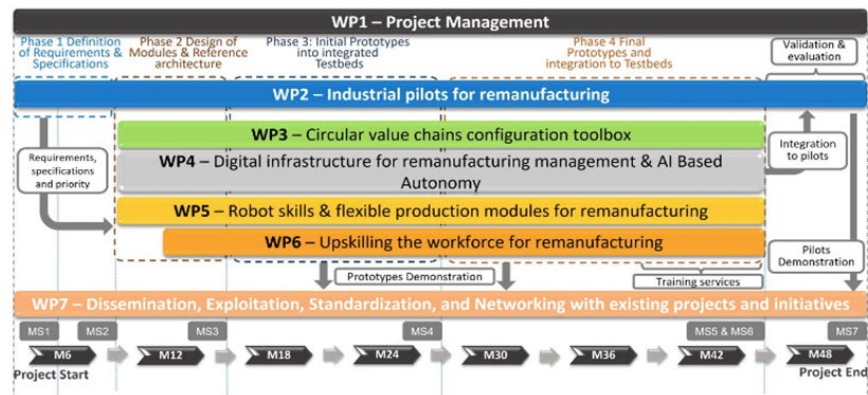 WP1 – Project Management
Phase 1 Definition
of Requirements &
Specifications
Phase 2 Design of
Modules & Reference
architecture
Phase 3: Initial Prototypes
into integrated
Testbeds
Phase 4 Final
Prototypes and
integration to Testbeds
Validation &
evaluation
WP2 – Industrial pilots for remanufacturing
WP3 – Circular value chains configuration toolbox
Requirements,
specifications
and priority
WP4 – Digital infrastructure for remanufacturing management & AI Based
Autonomy
Integration
to pilots
WP5 – Robot skills & flexible production modules for remanufacturing
WP6 – Upskilling the workforce for remanufacturing
Prototypes Demonstration
Training services
Pilots
Demonstration
WP7 – Dissemination, Exploitation, Standardization, and Networking with existing projects and initiatives
MS1
MS2
MS3
MS4
MS5 & MS6
MS7
M6
M12
M18
M24
M30
M36
M42
M48
Project Start
Project End